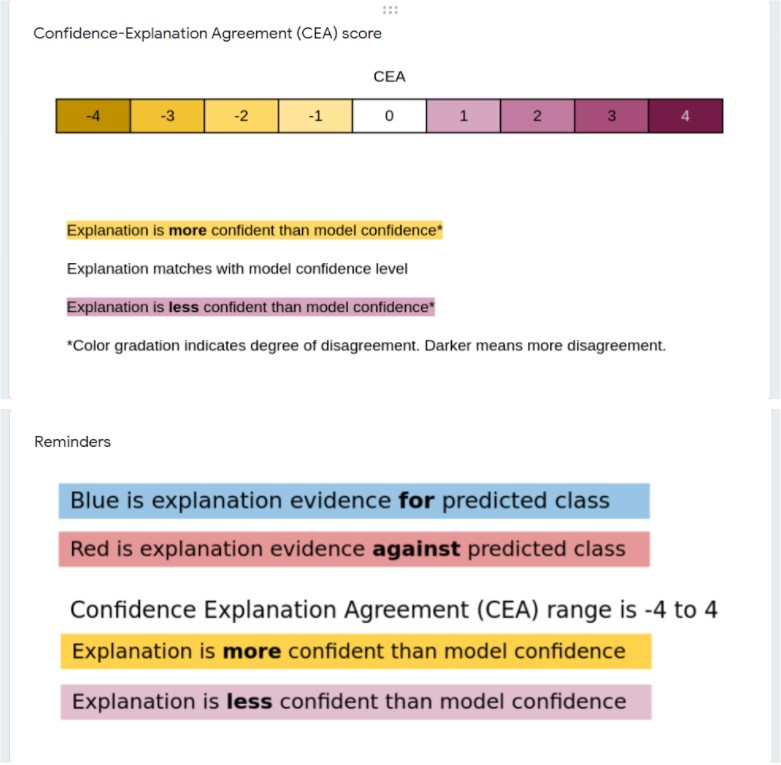 Confidence-Explanation Agreement (CEA) score
CEA
-4 -3 -2 -1 0 1 2 3 4
Explanation is more confident than model confidence*
Explanation matches with model confidence level
Explanation is less confident than model confidence*
*Color gradation indicates degree of disagreement. Darker means more disagreement.
Reminders
Blue is explanation evidence for predicted class
Red is explanation evidence against predicted class
Confidence Explanation Agreement (CEA) range is -4 to 4
Explanation is more confident than model confidence
Explanation is less confident than model confidence